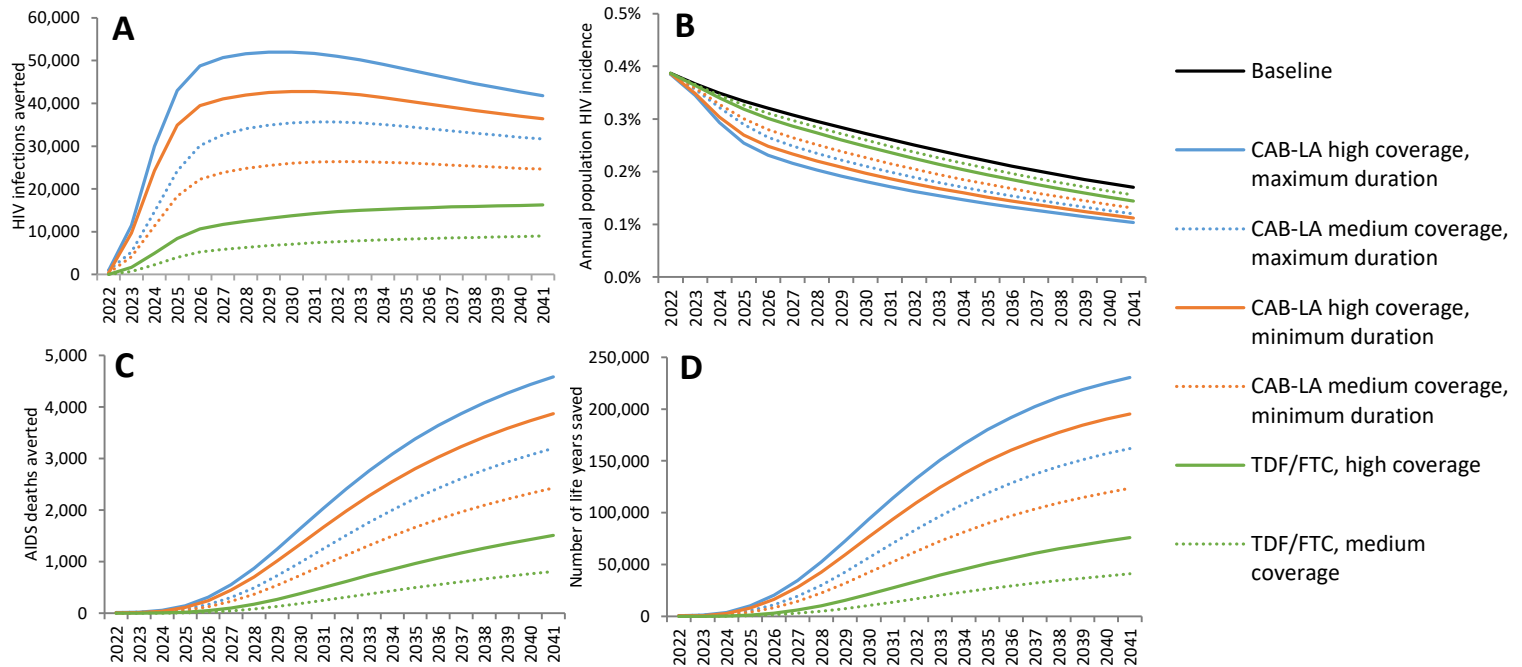 A
HIV infections averted
60,000
50,000
40,000
30,000
20,000
10,000
0
2022 2023 2024 2025 2026 2027 2028 2029 2030 2031 2032 2033 2034 2035 2036 2037 2038 2039 2040 2041
B
Annual population HIV incidence
0.5%
0.4%
0.3%
0.2%
0.1%
0.0%
2022 2023 2024 2025 2026 2027 2028 2029 2030 2031 2032 2033 2034 2035 2036 2037 2038 2039 2040 2041
C
AIDS deaths averted
5,000
4,000
3,000
2,000
1,000
0
2022 2023 2024 2025 2026 2027 2028 2029 2030 2031 2032 2033 2034 2035 2036 2037 2038 2039 2040 2041
D
Number of life years saved
250,000
200,000
150,000
100,000
50,000
0
2022 2023 2024 2025 2026 2027 2028 2029 2030 2031 2032 2033 2034 2035 2036 2037 2038 2039 2040 2041
Baseline
CAB-LA high coverage,
maximum duration
CAB-LA medium coverage,
maximum duration
CAB-LA high coverage,
minimum duration
CAB-LA medium coverage,
minimum duration
TDF/FTC, high coverage
TDF/FTC, medium
coverage